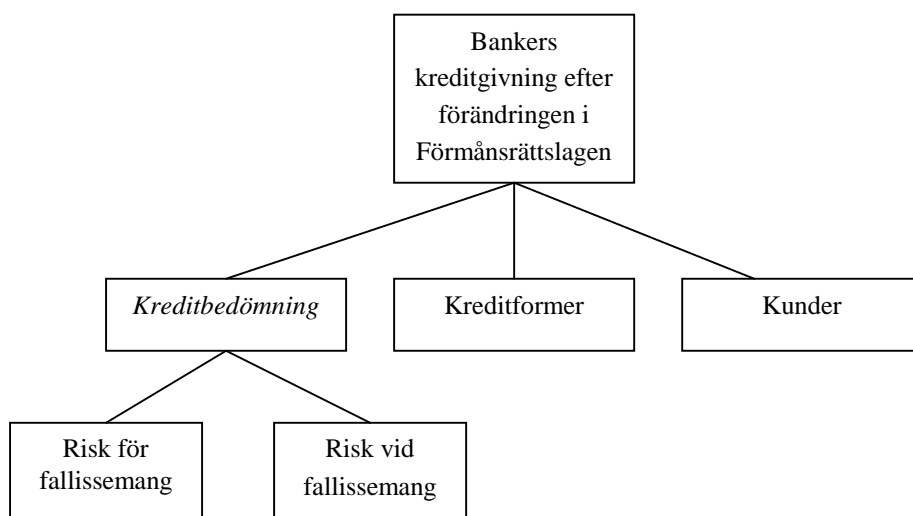 Bankers
kreditgivning efter
förändringen i
Förmånsrättslagen
Kreditbedömning
Kreditformer
Kunder
Risk för
fallissemang
Risk vid
fallissemang